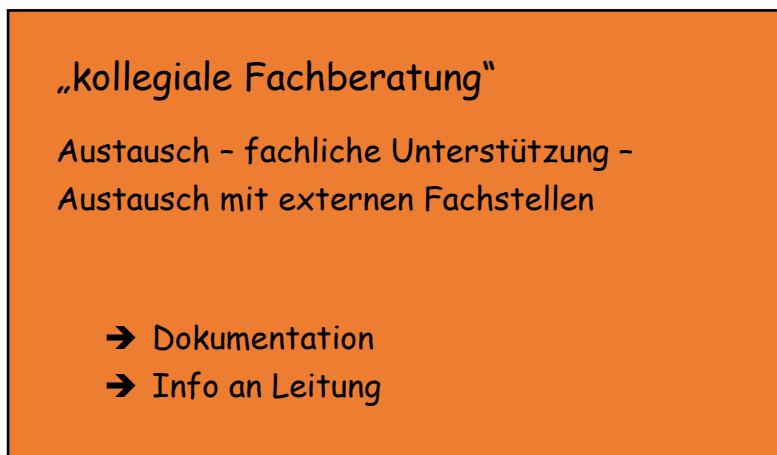 „kollegiale Fachberatung“
Austausch – fachliche Unterstützung –
Austausch mit externen Fachstellen
➔ Dokumentation
➔ Info an Leitung